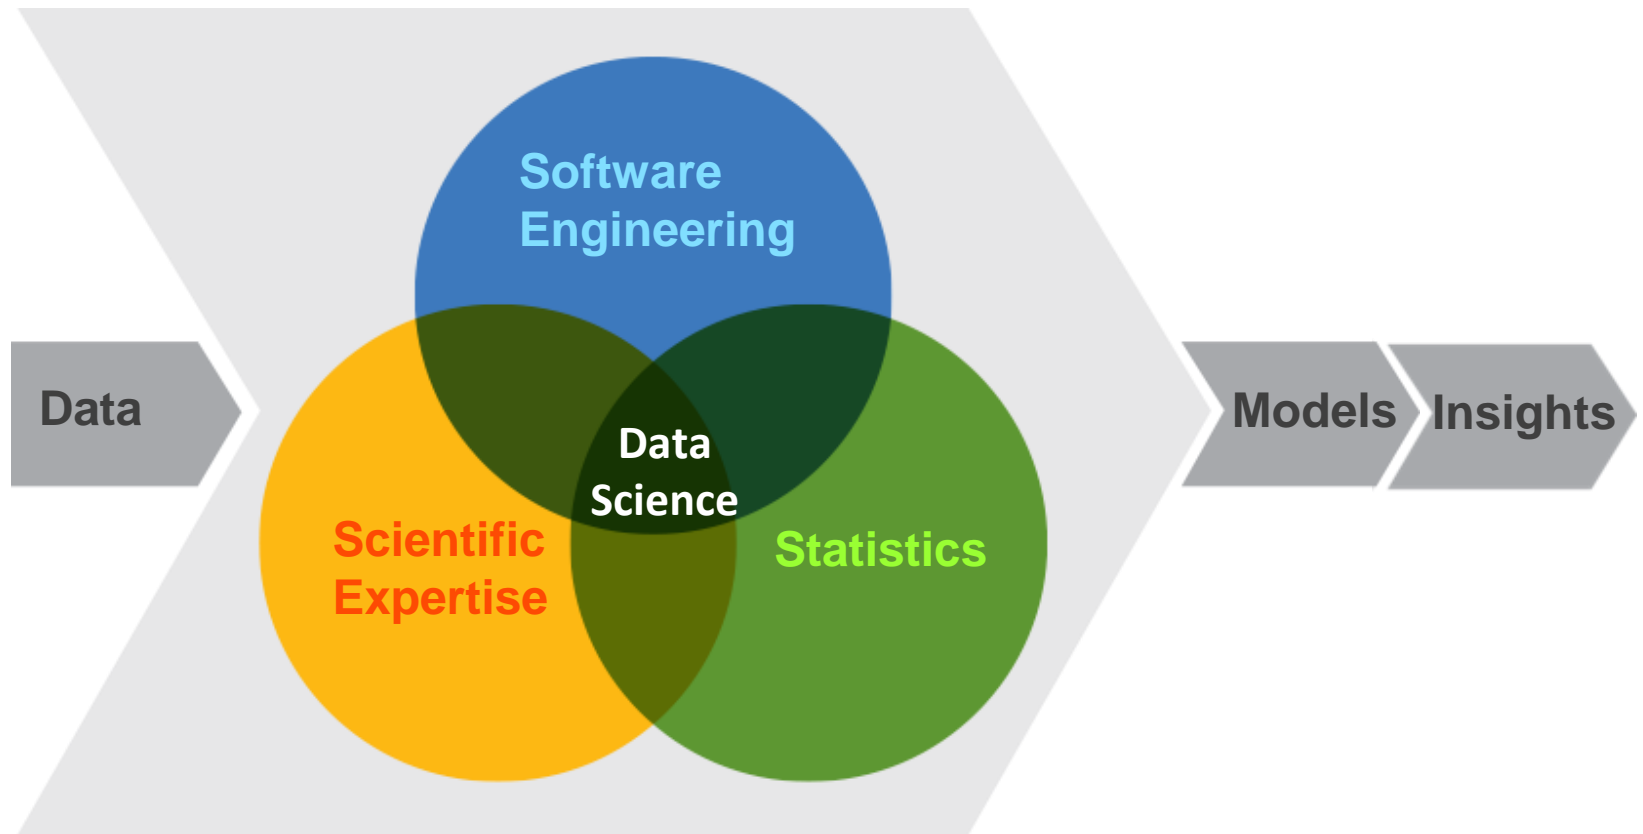 Software
Engineering
Data
Data
Science
Scientific
Expertise
Statistics
Models
Insights